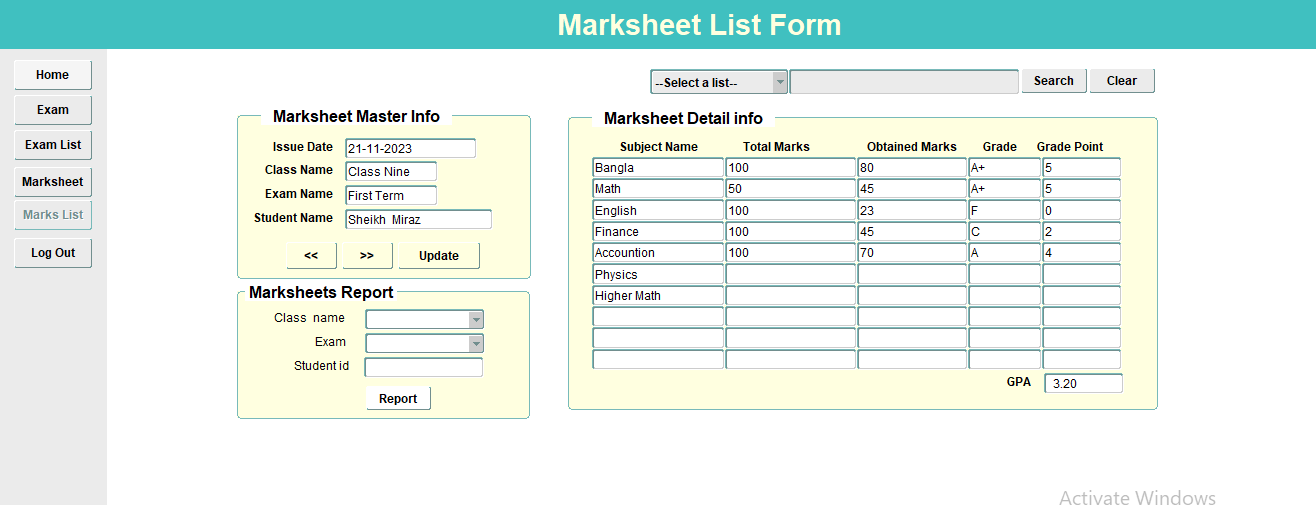 Marksheet List Form
Home
Exam
Exam List
Marksheet
Marks List
Log Out
--Select a list-- Search Clear
Marksheet Master Info
Issue Date 21-11-2023
Class Name Class Nine
Exam Name First Term
Student Name Sheikh Miraz
<< >> Update
Marksheets Report
Class name
Exam
Student id
Report
Marksheet Detail info
Subject Name Total Marks Obtained Marks Grade Grade Point
Bangla 100 80 A+ 5
Math 50 45 A+ 5
English 100 23 F 0
Finance 100 45 C 2
Accountion 100 70 A 4
Physics
Higher Math
GPA 3.20
Activate Windows